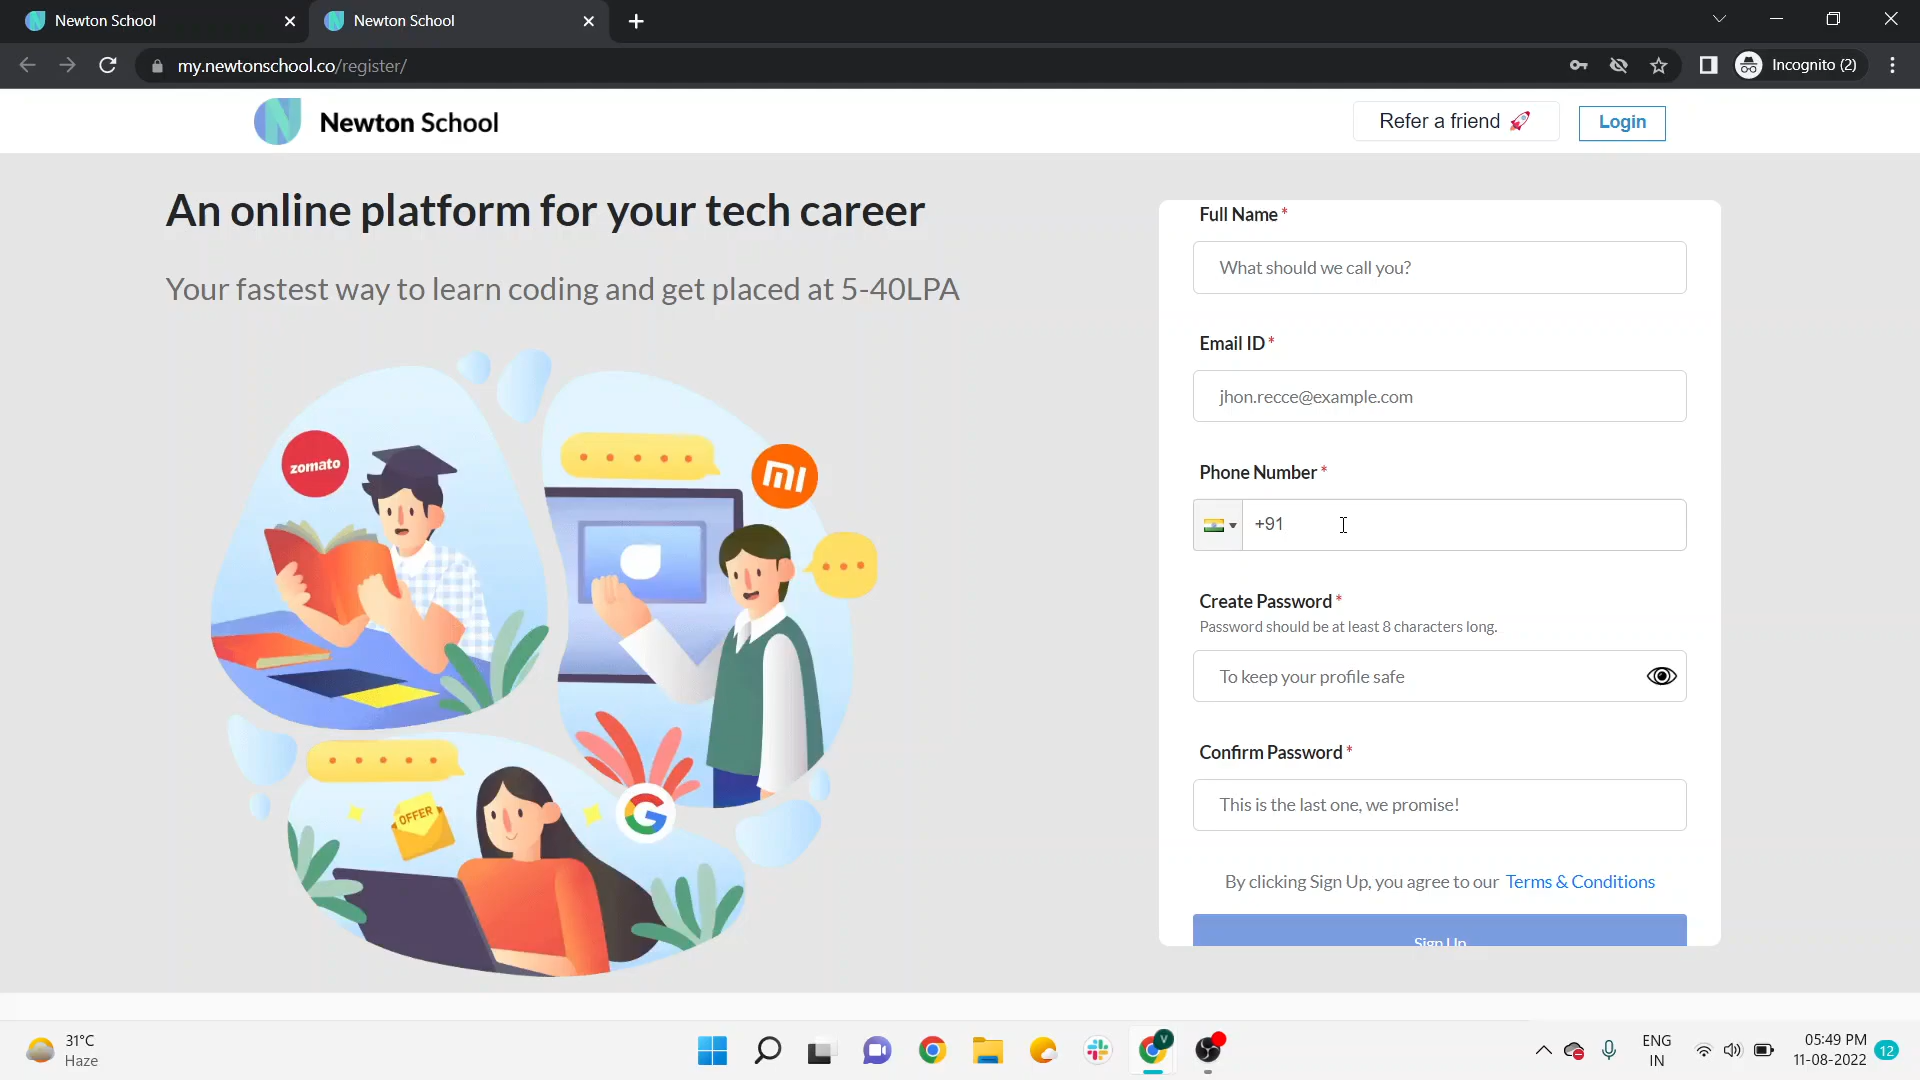 Newton School
Newton School
my.newtonschool.co/register/
Incognito (2)
Newton School
Refer a friend 🚀
Login
An online platform for your tech career
Your fastest way to learn coding and get placed at 5-40LPA
zomato
mi
OFFER
G
Full Name *
What should we call you?
Email ID *
jhon.recce@example.com
Phone Number *
+91
Create Password *
Password should be at least 8 characters long.
To keep your profile safe
Confirm Password *
This is the last one, we promise!
By clicking Sign Up, you agree to our Terms & Conditions
Sign Up
31°C
Haze
V
ENG
IN
05:49 PM
11-08-2022
12